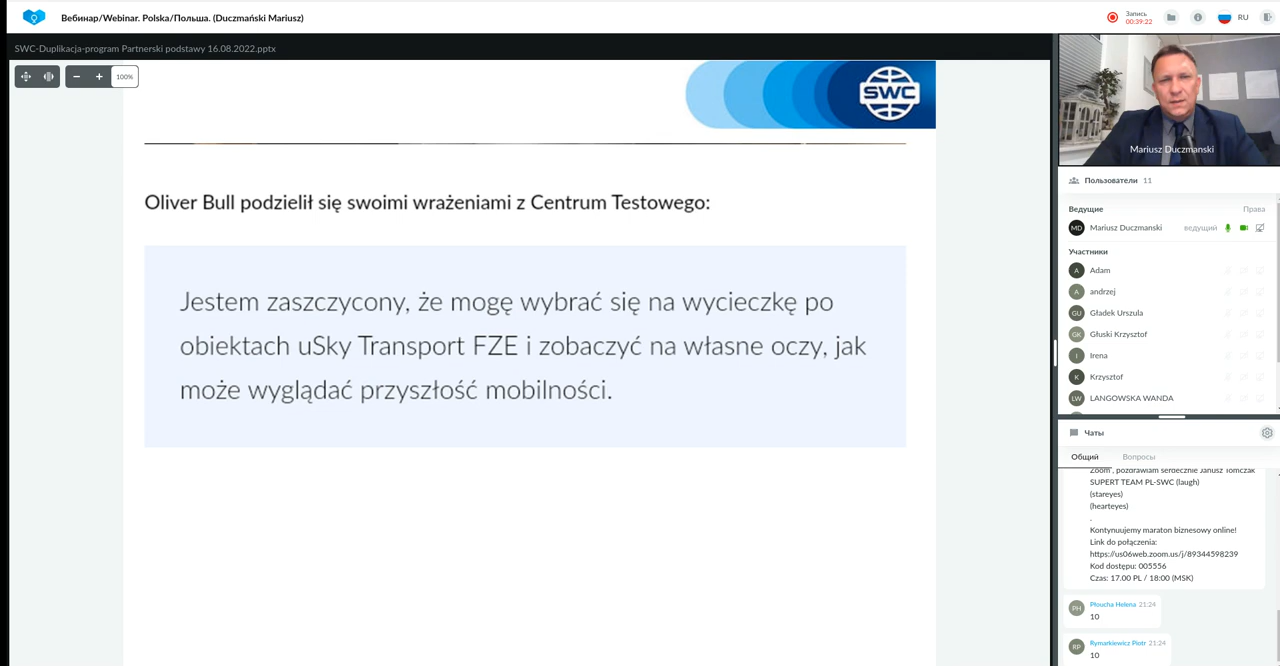 Вебинар/Webinar. Polska/Польша. (Duczmański Mariusz)
Запись
00:39:22
RU
SWC-Duplikacja-program Partnerski podstawy 16.08.2022.pptx
100%
SWC
Oliver Bull podzielił się swoimi wrażeniami z Centrum Testowego:
Jestem zaszczycony, że mogę wybrać się na wycieczkę po
obiektach uSky Transport FZE i zobaczyć na własne oczy, jak
może wyglądać przyszłość mobilności.
Mariusz Duczmanski
Пользователи 11
Ведущие Права
MD Mariusz Duczmanski ведущий
Участники
A Adam
A andrzej
GU Gładek Urszula
GK Głuski Krzysztof
I Irena
K Krzysztof
LW LANGOWSKA WANDA
Чаты
Общий Вопросы
Zoom", pozdrawiam serdecznie Janusz Tomczak
SUPERT TEAM PL-SWC (laugh)
(stareyes)
(hearteyes)
.
Kontynuujemy maraton biznesowy online!
Link do połączenia:
https://us06web.zoom.us/j/89344598239
Kod dostępu: 005556
Czas: 17.00 PL / 18:00 (MSK)
PH Płoucha Helena 21:24
10
RP Rymarkiewicz Piotr 21:24
10